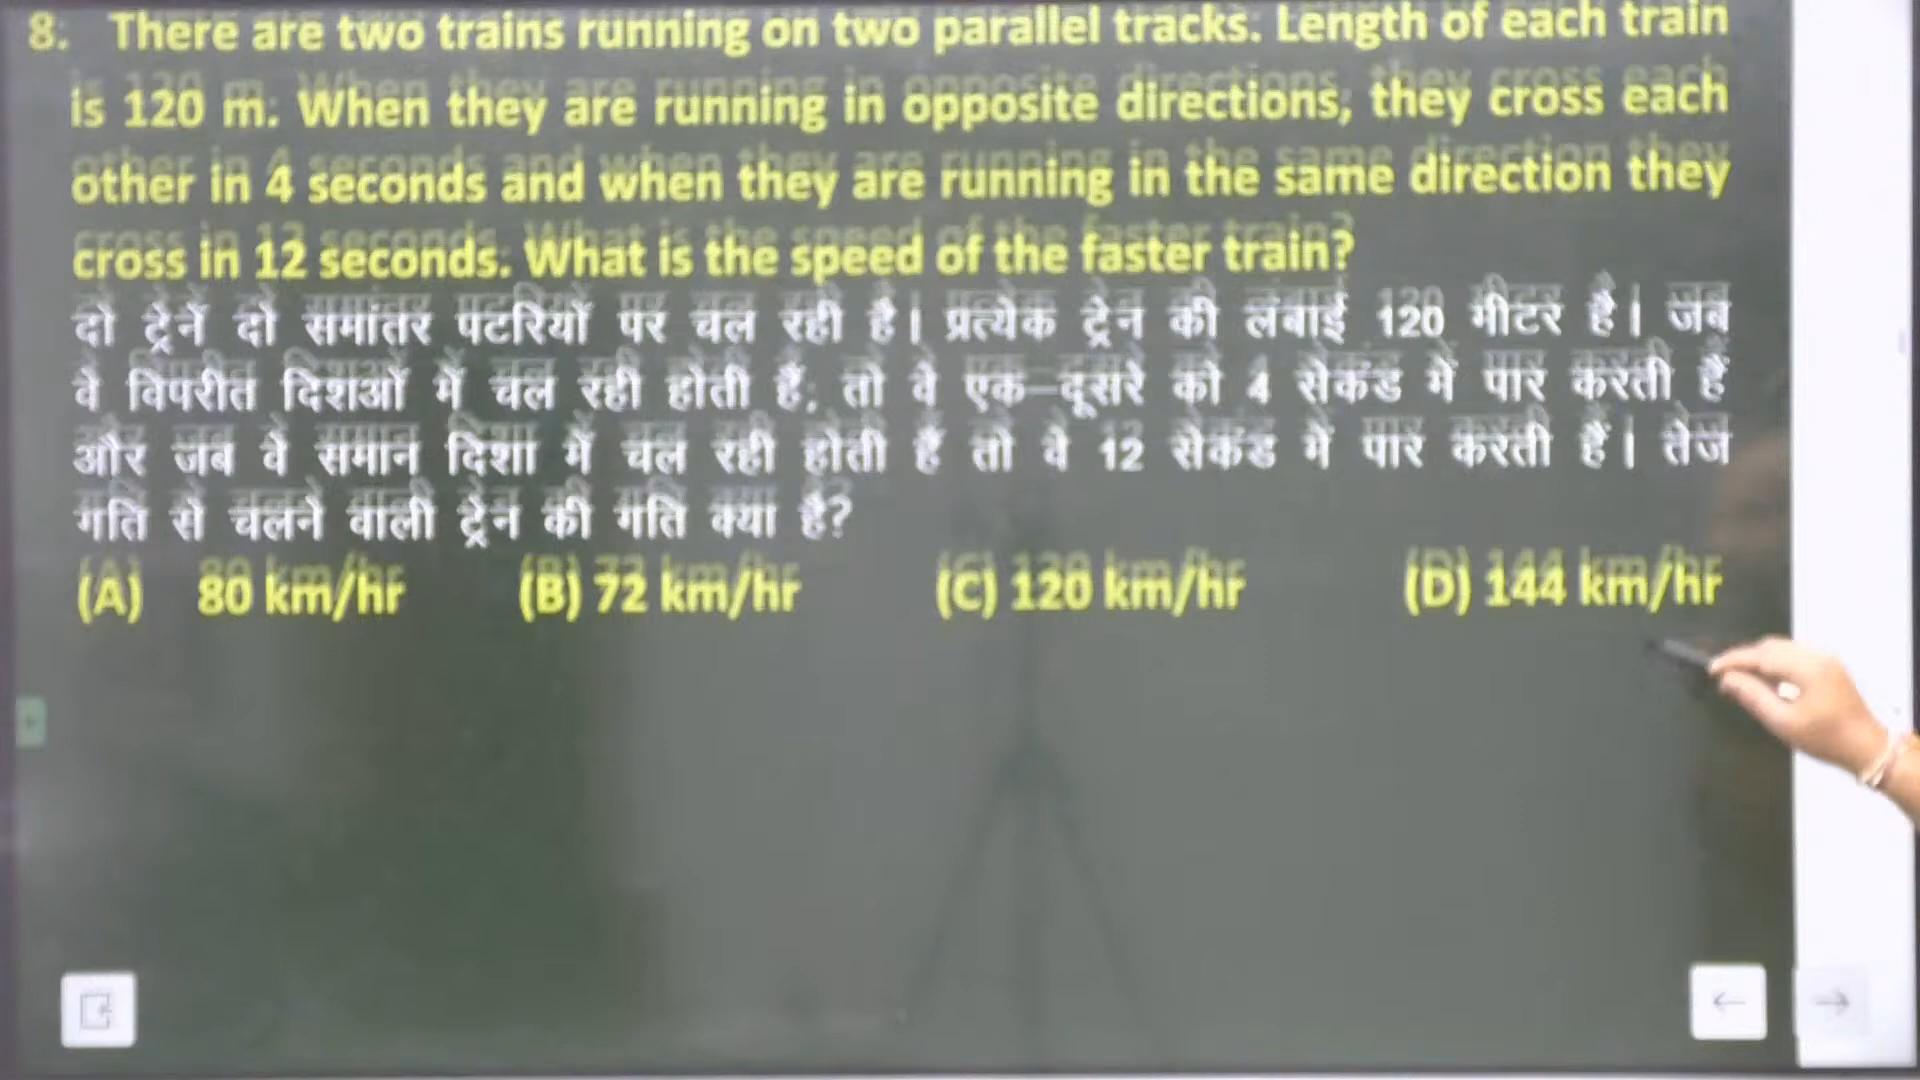 8. There are two trains running on two parallel tracks. Length of each train
is 120 m. When they are running in opposite directions, they cross each
other in 4 seconds and when they are running in the same direction they
cross in 12 seconds. What is the speed of the faster train?
दो ट्रेनें दो समांतर पटरियों पर चल रही है। प्रत्येक ट्रेन की लंबाई 120 मीटर है। जब
वे विपरीत दिशओं में चल रही होती हैं, तो वे एक–दूसरे को 4 सेकंड में पार करती हैं
और जब वे समान दिशा में चल रही होती हैं तो वे 12 सेकंड में पार करती हैं। तेज
गति से चलने वाली ट्रेन की गति क्या है?
(A) 80 km/hr (B) 72 km/hr (C) 120 km/hr (D) 144 km/hr